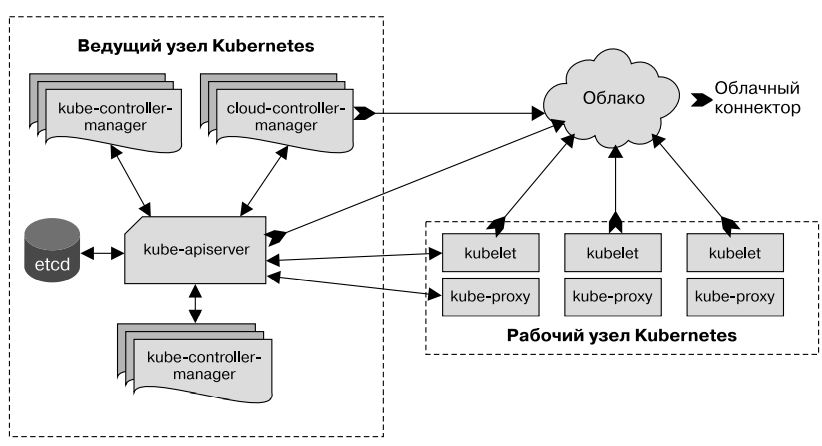 Ведущий узел Kubernetes
kube-controller-
manager
cloud-controller-
manager
Облако
Облачный
коннектор
etcd
kube-apiserver
kubelet
kubelet
kubelet
kube-proxy
kube-proxy
kube-proxy
Рабочий узел Kubernetes
kube-controller-
manager